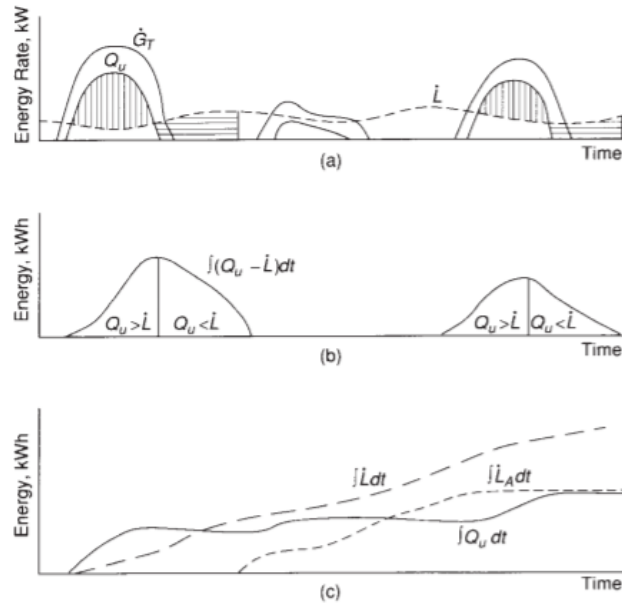 Energy Rate, kW
Ġ_T
Q_u
L̇
Time
(a)
Energy, kWh
∫(Q_u − L̇)dt
Q_u > L̇
Q_u < L̇
Q_u > L̇
Q_u < L̇
Time
(b)
Energy, kWh
∫L̇dt
∫L̇_A dt
∫Q_u dt
Time
(c)